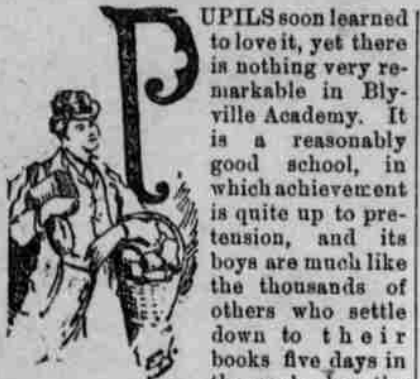 PUPILS soon learned
to love it, yet there
is nothing very re-
markable in Bly-
ville Academy. It
is a reasonably
good school, in
which achievement
is quite up to pre-
tension, and its
boys are much like
the thousands of
others who settle
down to their
books five days in